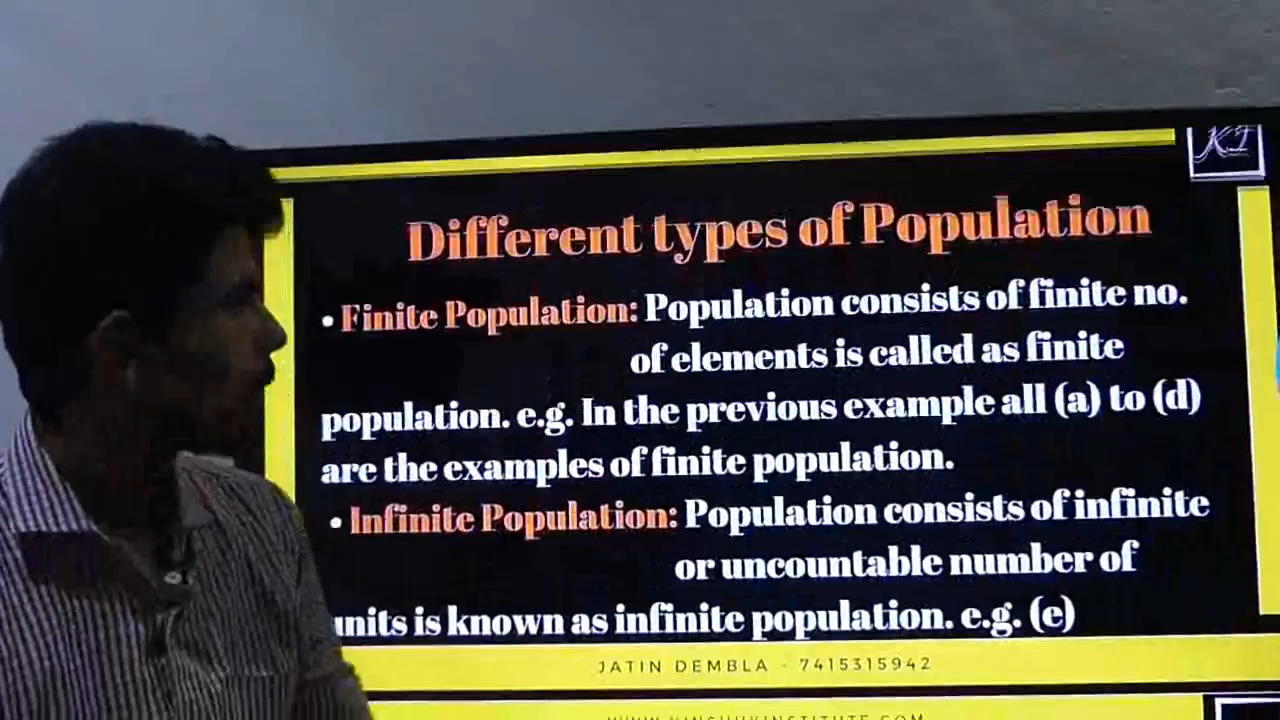 KI
Different types of Population
• Finite Population: Population consists of finite no.
of elements is called as finite
population. e.g. In the previous example all (a) to (d)
are the examples of finite population.
• Infinite Population: Population consists of infinite
or uncountable number of
units is known as infinite population. e.g. (e)
JATIN DEMBLA - 7415315942